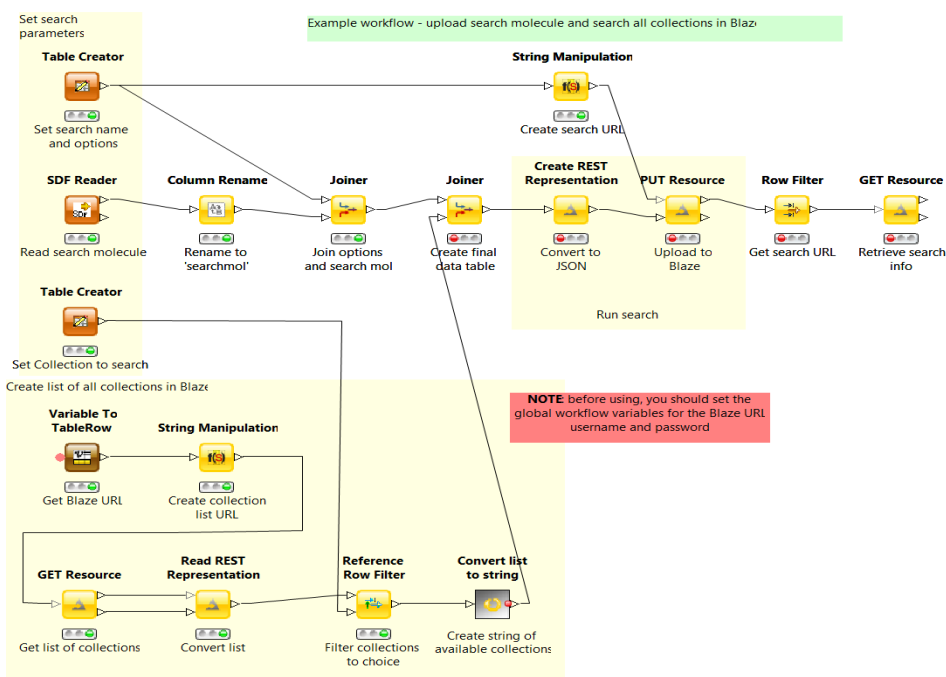 Set search
parameters
Example workflow - upload search molecule and search all collections in Blaze
Table Creator
String Manipulation
Set search name
and options
Create search URL
SDF Reader
Column Rename
Joiner
Joiner
Create REST
Representation
PUT Resource
Row Filter
GET Resource
Read search molecule
Rename to
'searchmol'
Join options
and search mol
Create final
data table
Convert to
JSON
Upload to
Blaze
Get search URL
Retrieve search
info
Run search
Table Creator
Set Collection to search
Create list of all collections in Blaze
NOTE: before using, you should set the
global workflow variables for the Blaze URL
username and password
Variable To
TableRow
String Manipulation
Get Blaze URL
Create collection
list URL
GET Resource
Read REST
Representation
Reference
Row Filter
Convert list
to string
Get list of collections
Convert list
Filter collections
to choice
Create string of
available collections